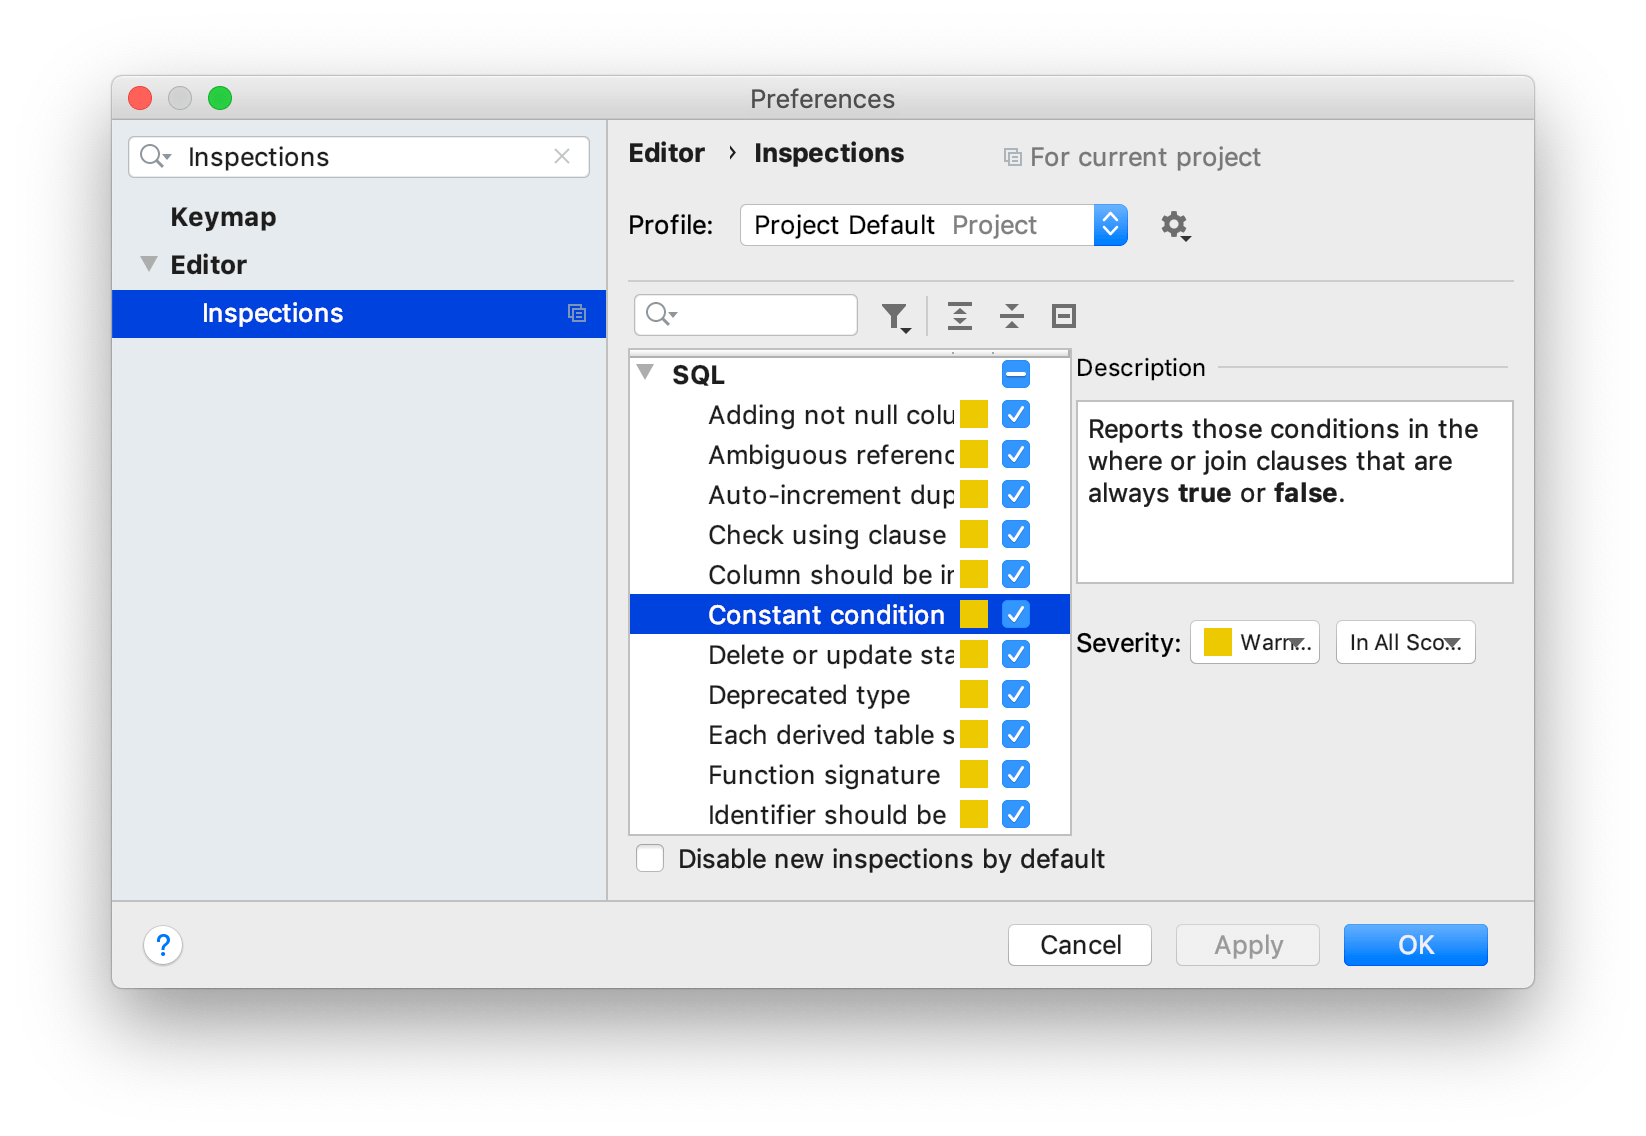 Preferences
Inspections
Keymap
Editor
Inspections
Editor › Inspections
For current project
Profile: Project Default Project
SQL
Adding not null colu
Ambiguous referenc
Auto-increment dup
Check using clause
Column should be in
Constant condition
Delete or update sta
Deprecated type
Each derived table s
Function signature
Identifier should be
Description
Reports those conditions in the
where or join clauses that are
always true or false.
Severity: Warn... In All Sco...
Disable new inspections by default
? Cancel Apply OK